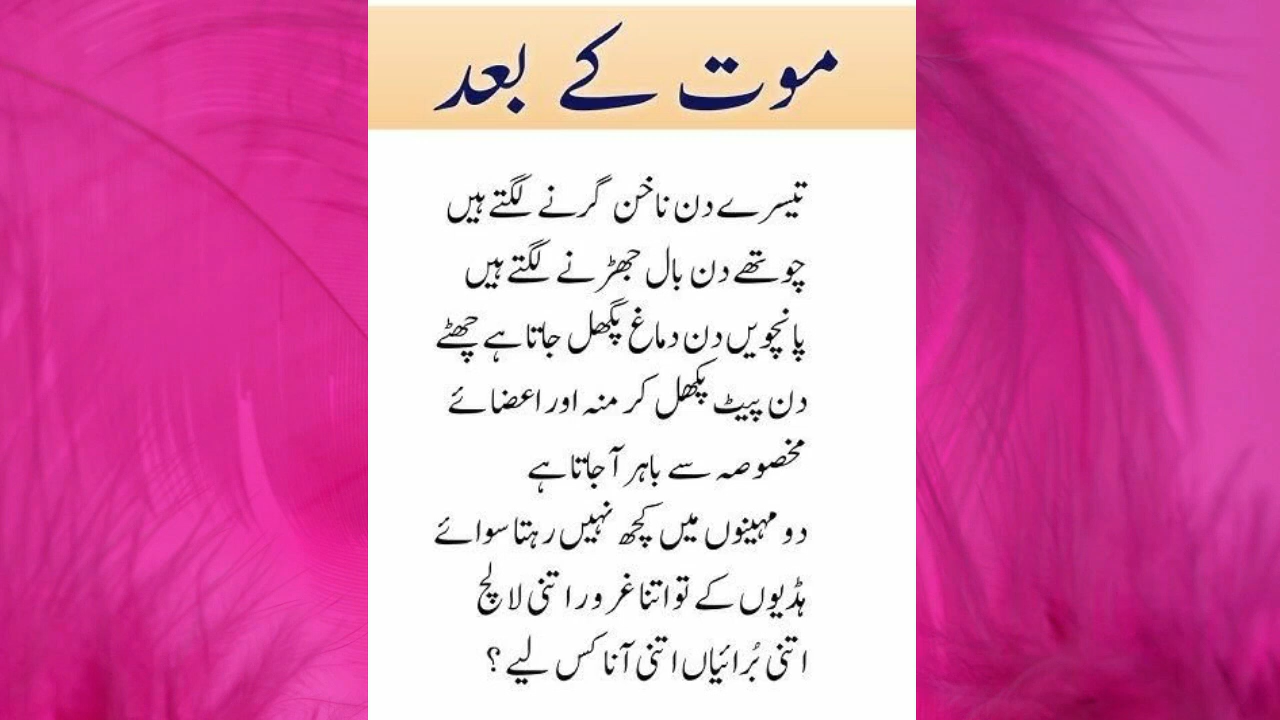 موت کے بعد
تیسرے دن ناخن گرنے لگتے ہیں
چوتھے دن بال جھڑنے لگتے ہیں
پانچویں دن دماغ پگھل جاتا ہے چھٹے
دن پیٹ پکھل کر منہ اور اعضائے
مخصوصہ سے باہر آجاتا ہے
دو مہینوں میں کچھ نہیں رہتا سوائے
ہڈیوں کے تو اتنا غرور اتنی لالچ
اتنی بُرائیاں اتنی آنا کس لیے ؟